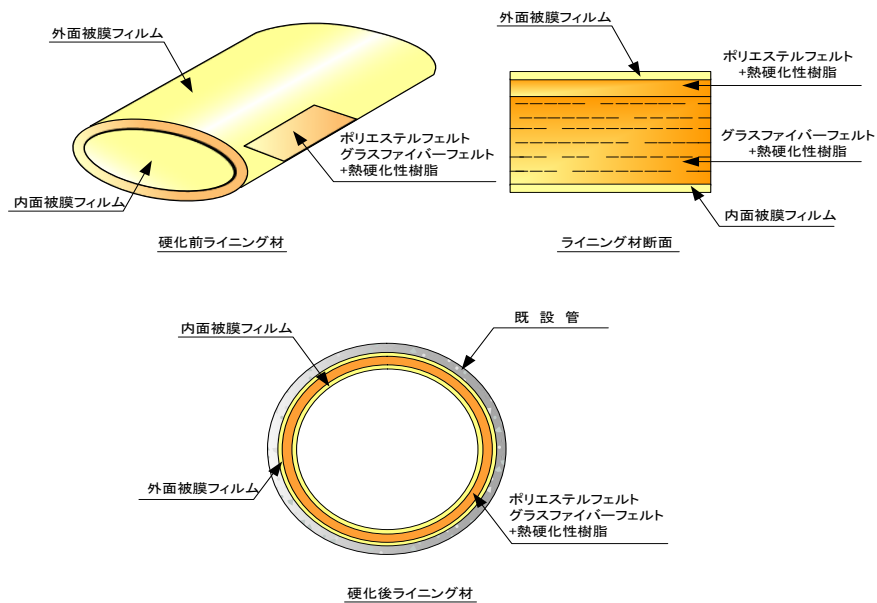 外面被膜フィルム
内面被膜フィルム
ポリエステルフェルト
グラスファイバーフェルト
+熱硬化性樹脂
硬化前ライニング材
外面被膜フィルム
ポリエステルフェルト
+熱硬化性樹脂
グラスファイバーフェルト
+熱硬化性樹脂
内面被膜フィルム
ライニング材断面
内面被膜フィルム
既 設 管
外面被膜フィルム
ポリエステルフェルト
グラスファイバーフェルト
+熱硬化性樹脂
硬化後ライニング材